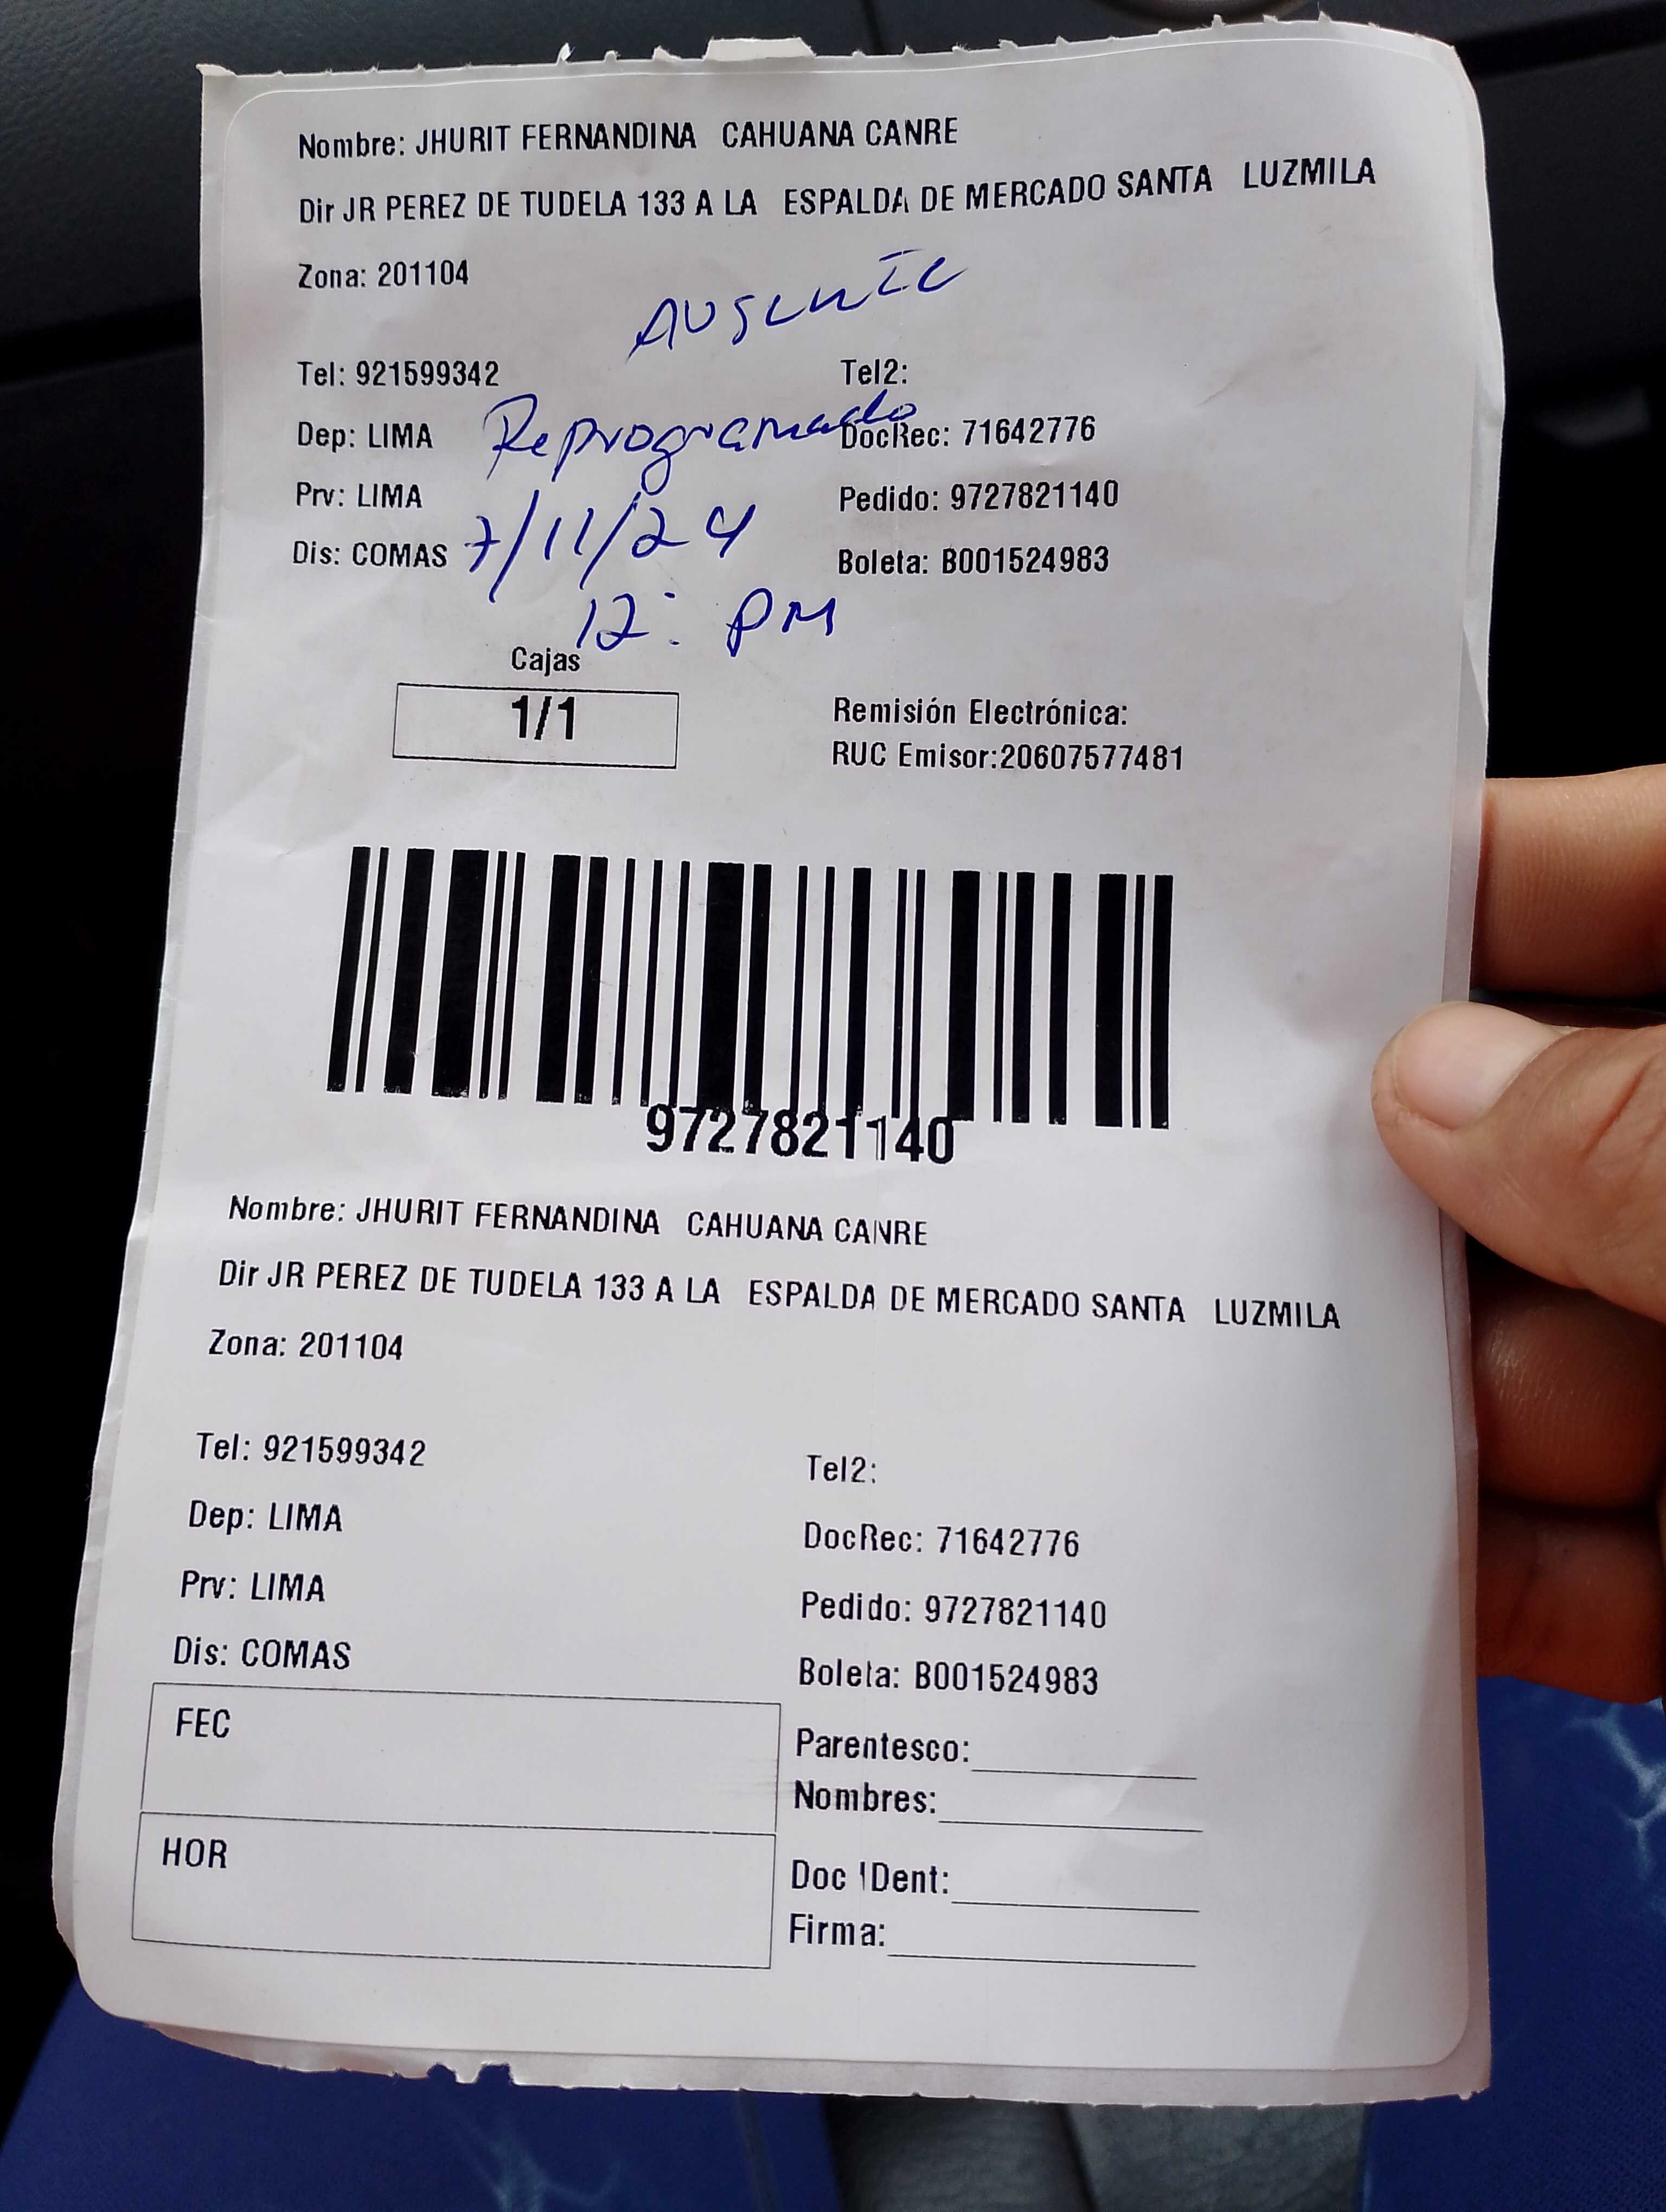 Nombre: JHURIT FERNANDINA CAHUANA CANRE
Dir JR PEREZ DE TUDELA 133 A LA ESPALDA DE MERCADO SANTA LUZMILA
Zona: 201104
AUSENTE
Tel: 921599342 Tel2:
Reprogramado
Dep: LIMA DocRec: 71642776
Prv: LIMA Pedido: 9727821140
7/11/24
Dis: COMAS Boleta: B001524983
12: PM
Cajas
1/1
Remisión Electrónica:
RUC Emisor:20607577481
9727821140
Nombre: JHURIT FERNANDINA CAHUANA CANRE
Dir JR PEREZ DE TUDELA 133 A LA ESPALDA DE MERCADO SANTA LUZMILA
Zona: 201104
Tel: 921599342 Tel2:
Dep: LIMA DocRec: 71642776
Prv: LIMA Pedido: 9727821140
Dis: COMAS Boleta: B001524983
FEC
Parentesco:
Nombres:
HOR
Doc IDent:
Firma: